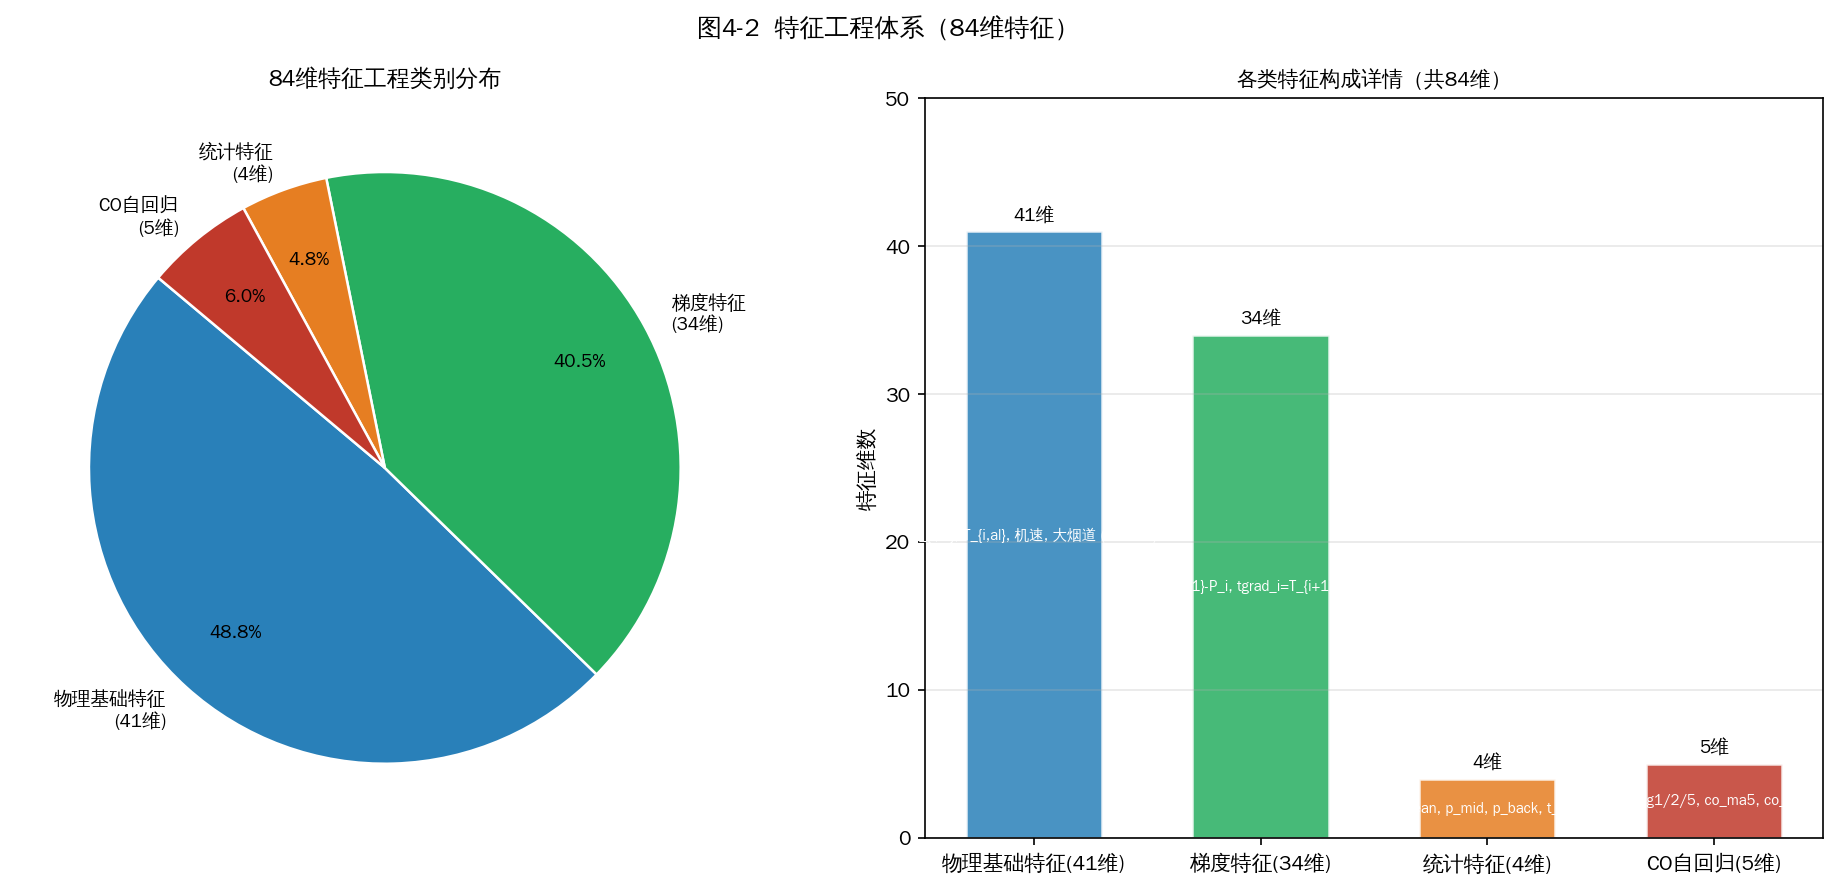 图4-2 特征工程体系（84维特征）
84维特征工程类别分布
统计特征
(4维)
CO自回归
(5维)
梯度特征
(34维)
物理基础特征
(41维)
4.8%
6.0%
40.5%
48.8%
各类特征构成详情（共84维）
特征维数
50
40
30
20
10
0
41维
34维
4维
5维
T_{i,al}, 机速, 大烟道
1}-P_i, tgrad_i=T_{i+1
an, p_mid, p_back, t_
g1/2/5, co_ma5, co_
物理基础特征(41维)
梯度特征(34维)
统计特征(4维)
CO自回归(5维)